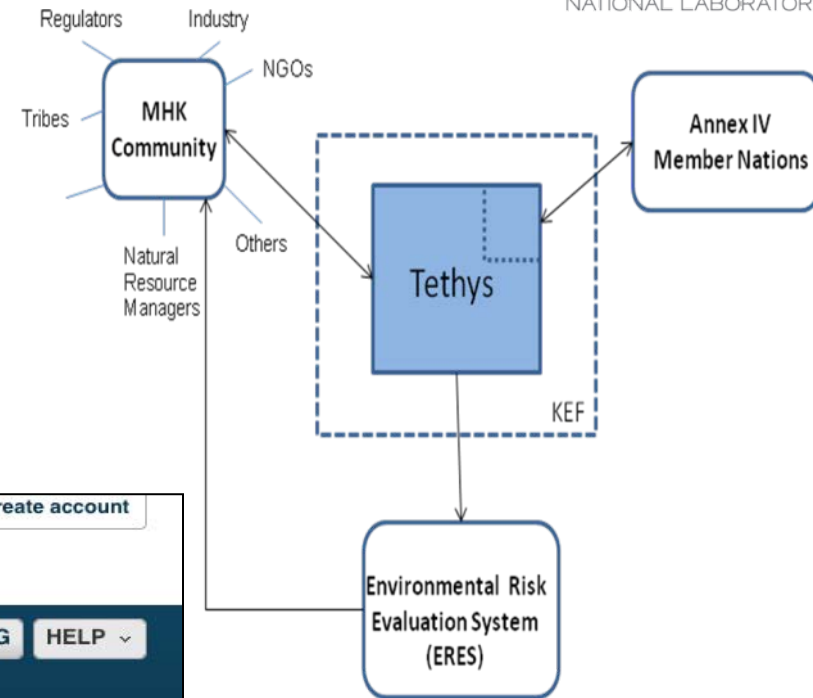 NATIONAL LABORATOR
Regulators
Industry
NGOs
Tribes
MHK
Community
Others
Natural
Resource
Managers
Annex IV
Member Nations
Tethys
KEF
Environmental Risk
Evaluation System
(ERES)
reate account
G
HELP